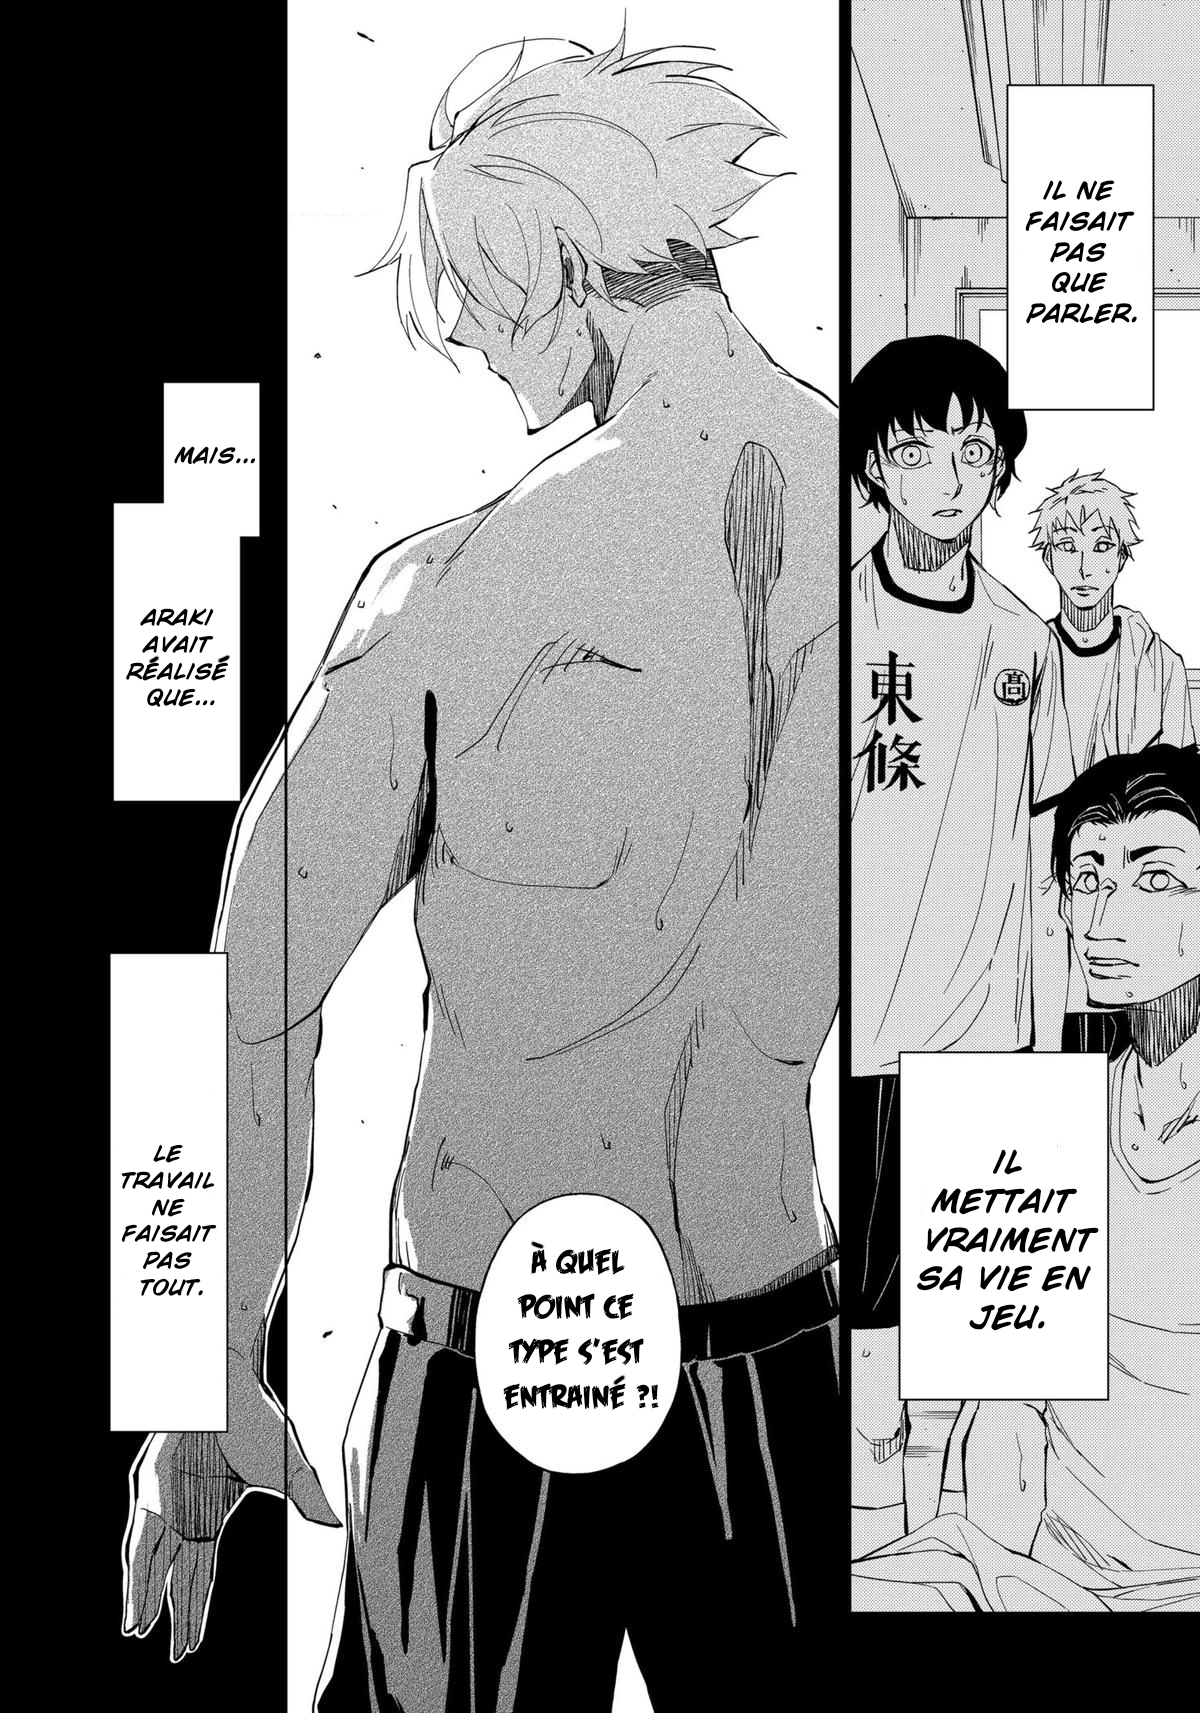 IL NE
FAISAIT
PAS
QUE
PARLER.
東條
高
IL
METTAIT
VRAIMENT
SA VIE EN
JEU.
À QUEL
POINT CE
TYPE S'EST
ENTRAINÉ ?!
MAIS...
ARAKI
AVAIT
RÉALISÉ
QUE...
LE
TRAVAIL
NE
FAISAIT
PAS
TOUT.